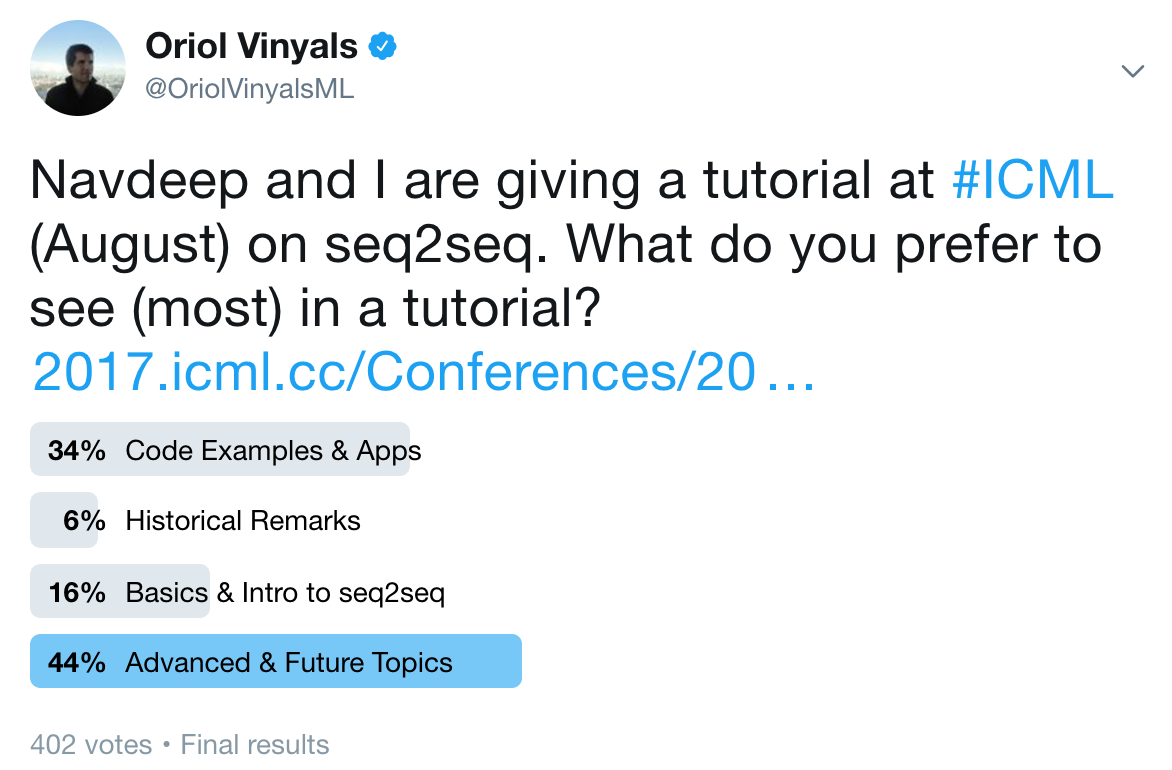 Oriol Vinyals
@OriolVinyalsML
Navdeep and I are giving a tutorial at #ICML
(August) on seq2seq. What do you prefer to
see (most) in a tutorial?
2017.icml.cc/Conferences/20 …
34% Code Examples & Apps
6% Historical Remarks
16% Basics & Intro to seq2seq
44% Advanced & Future Topics
402 votes • Final results